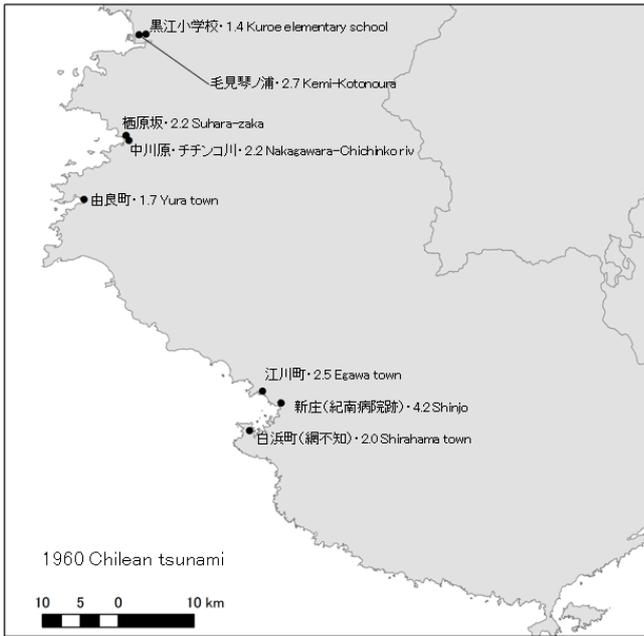 黒江小学校・1.4 Kuroe elementary school
毛見琴ノ浦・2.7 Kemi-Kotonoura
栖原坂・2.2 Suhara-zaka
中川原・チチンコ川・2.2 Nakagawara-Chichinko riv
由良町・1.7 Yura town
江川町・2.5 Egawa town
新庄(紀南病院跡)・4.2 Shinjo
白浜町(網不知)・2.0 Shirahama town
1960 Chilean tsunami
10 5 0 10 km